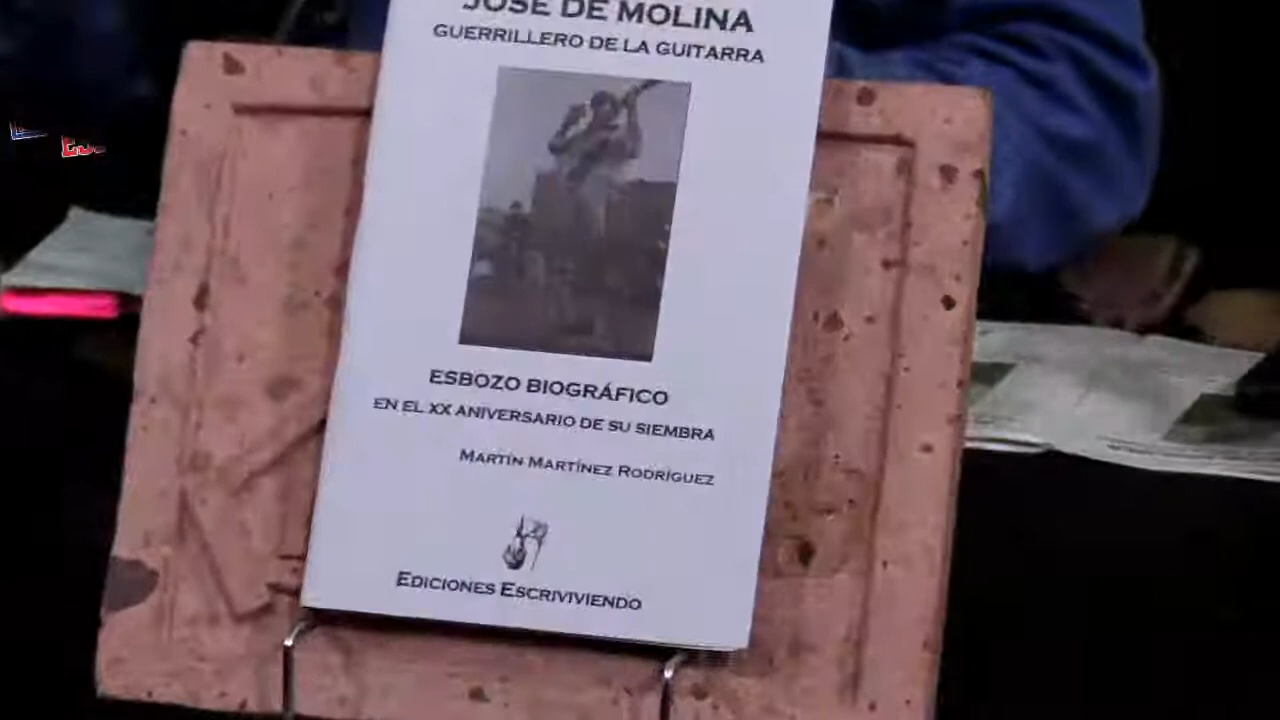 JOSÉ DE MOLINA
GUERRILLERO DE LA GUITARRA
ESBOZO BIOGRÁFICO
EN EL XX ANIVERSARIO DE SU SIEMBRA
MARTÍN MARTÍNEZ RODRÍGUEZ
EDICIONES ESCRIVIVIENDO